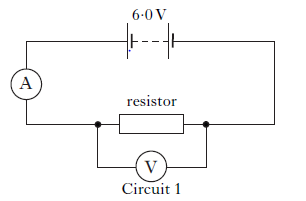 6·0 V
A
resistor
V
Circuit 1